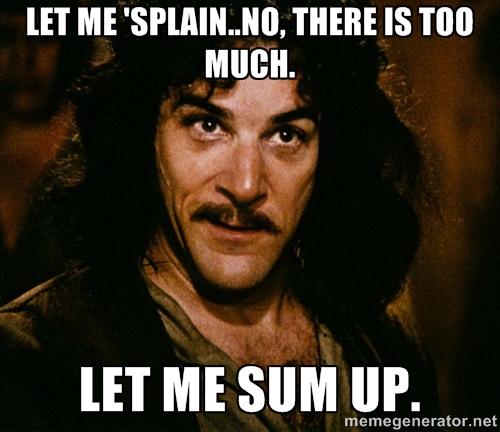 LET ME 'SPLAIN..NO, THERE IS TOO
MUCH.
LET ME SUM UP.
memegenerator.net